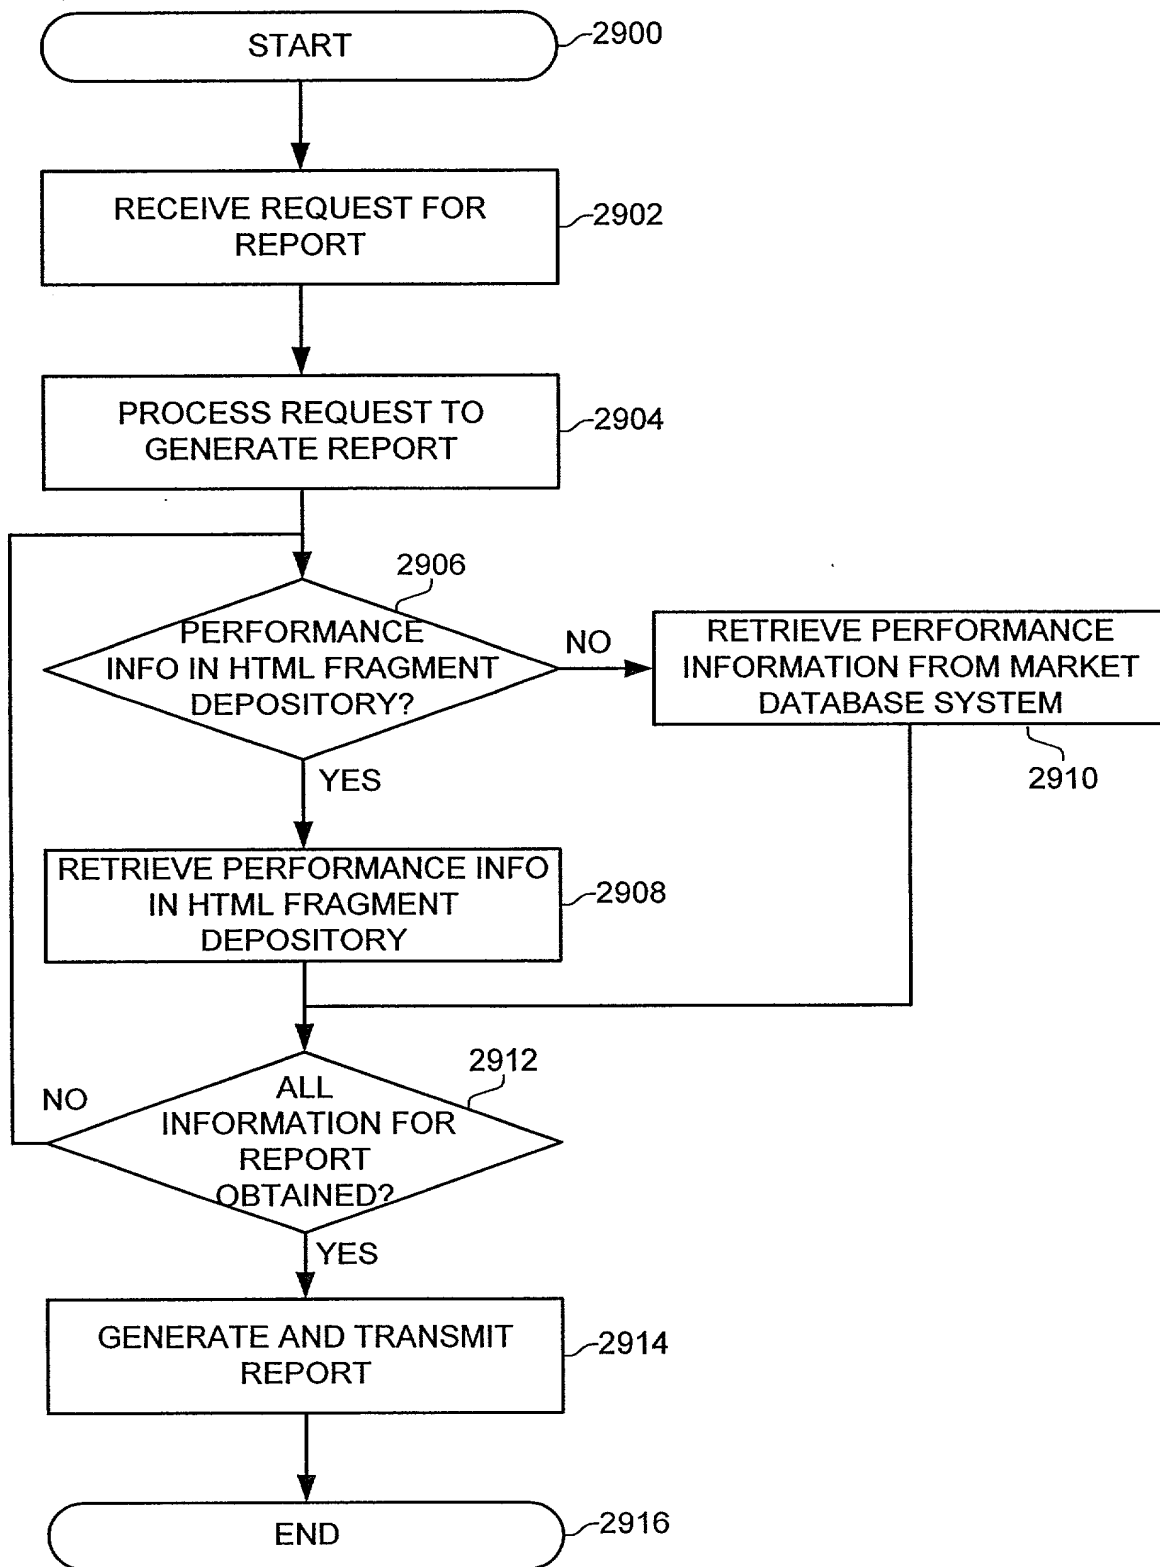 START
2900
RECEIVE REQUEST FOR
REPORT
2902
PROCESS REQUEST TO
GENERATE REPORT
2904
2906
PERFORMANCE
INFO IN HTML FRAGMENT
DEPOSITORY?
NO
RETRIEVE PERFORMANCE
INFORMATION FROM MARKET
DATABASE SYSTEM
2910
YES
RETRIEVE PERFORMANCE INFO
IN HTML FRAGMENT
DEPOSITORY
2908
2912
ALL
INFORMATION FOR
REPORT
OBTAINED?
NO
YES
GENERATE AND TRANSMIT
REPORT
2914
END
2916